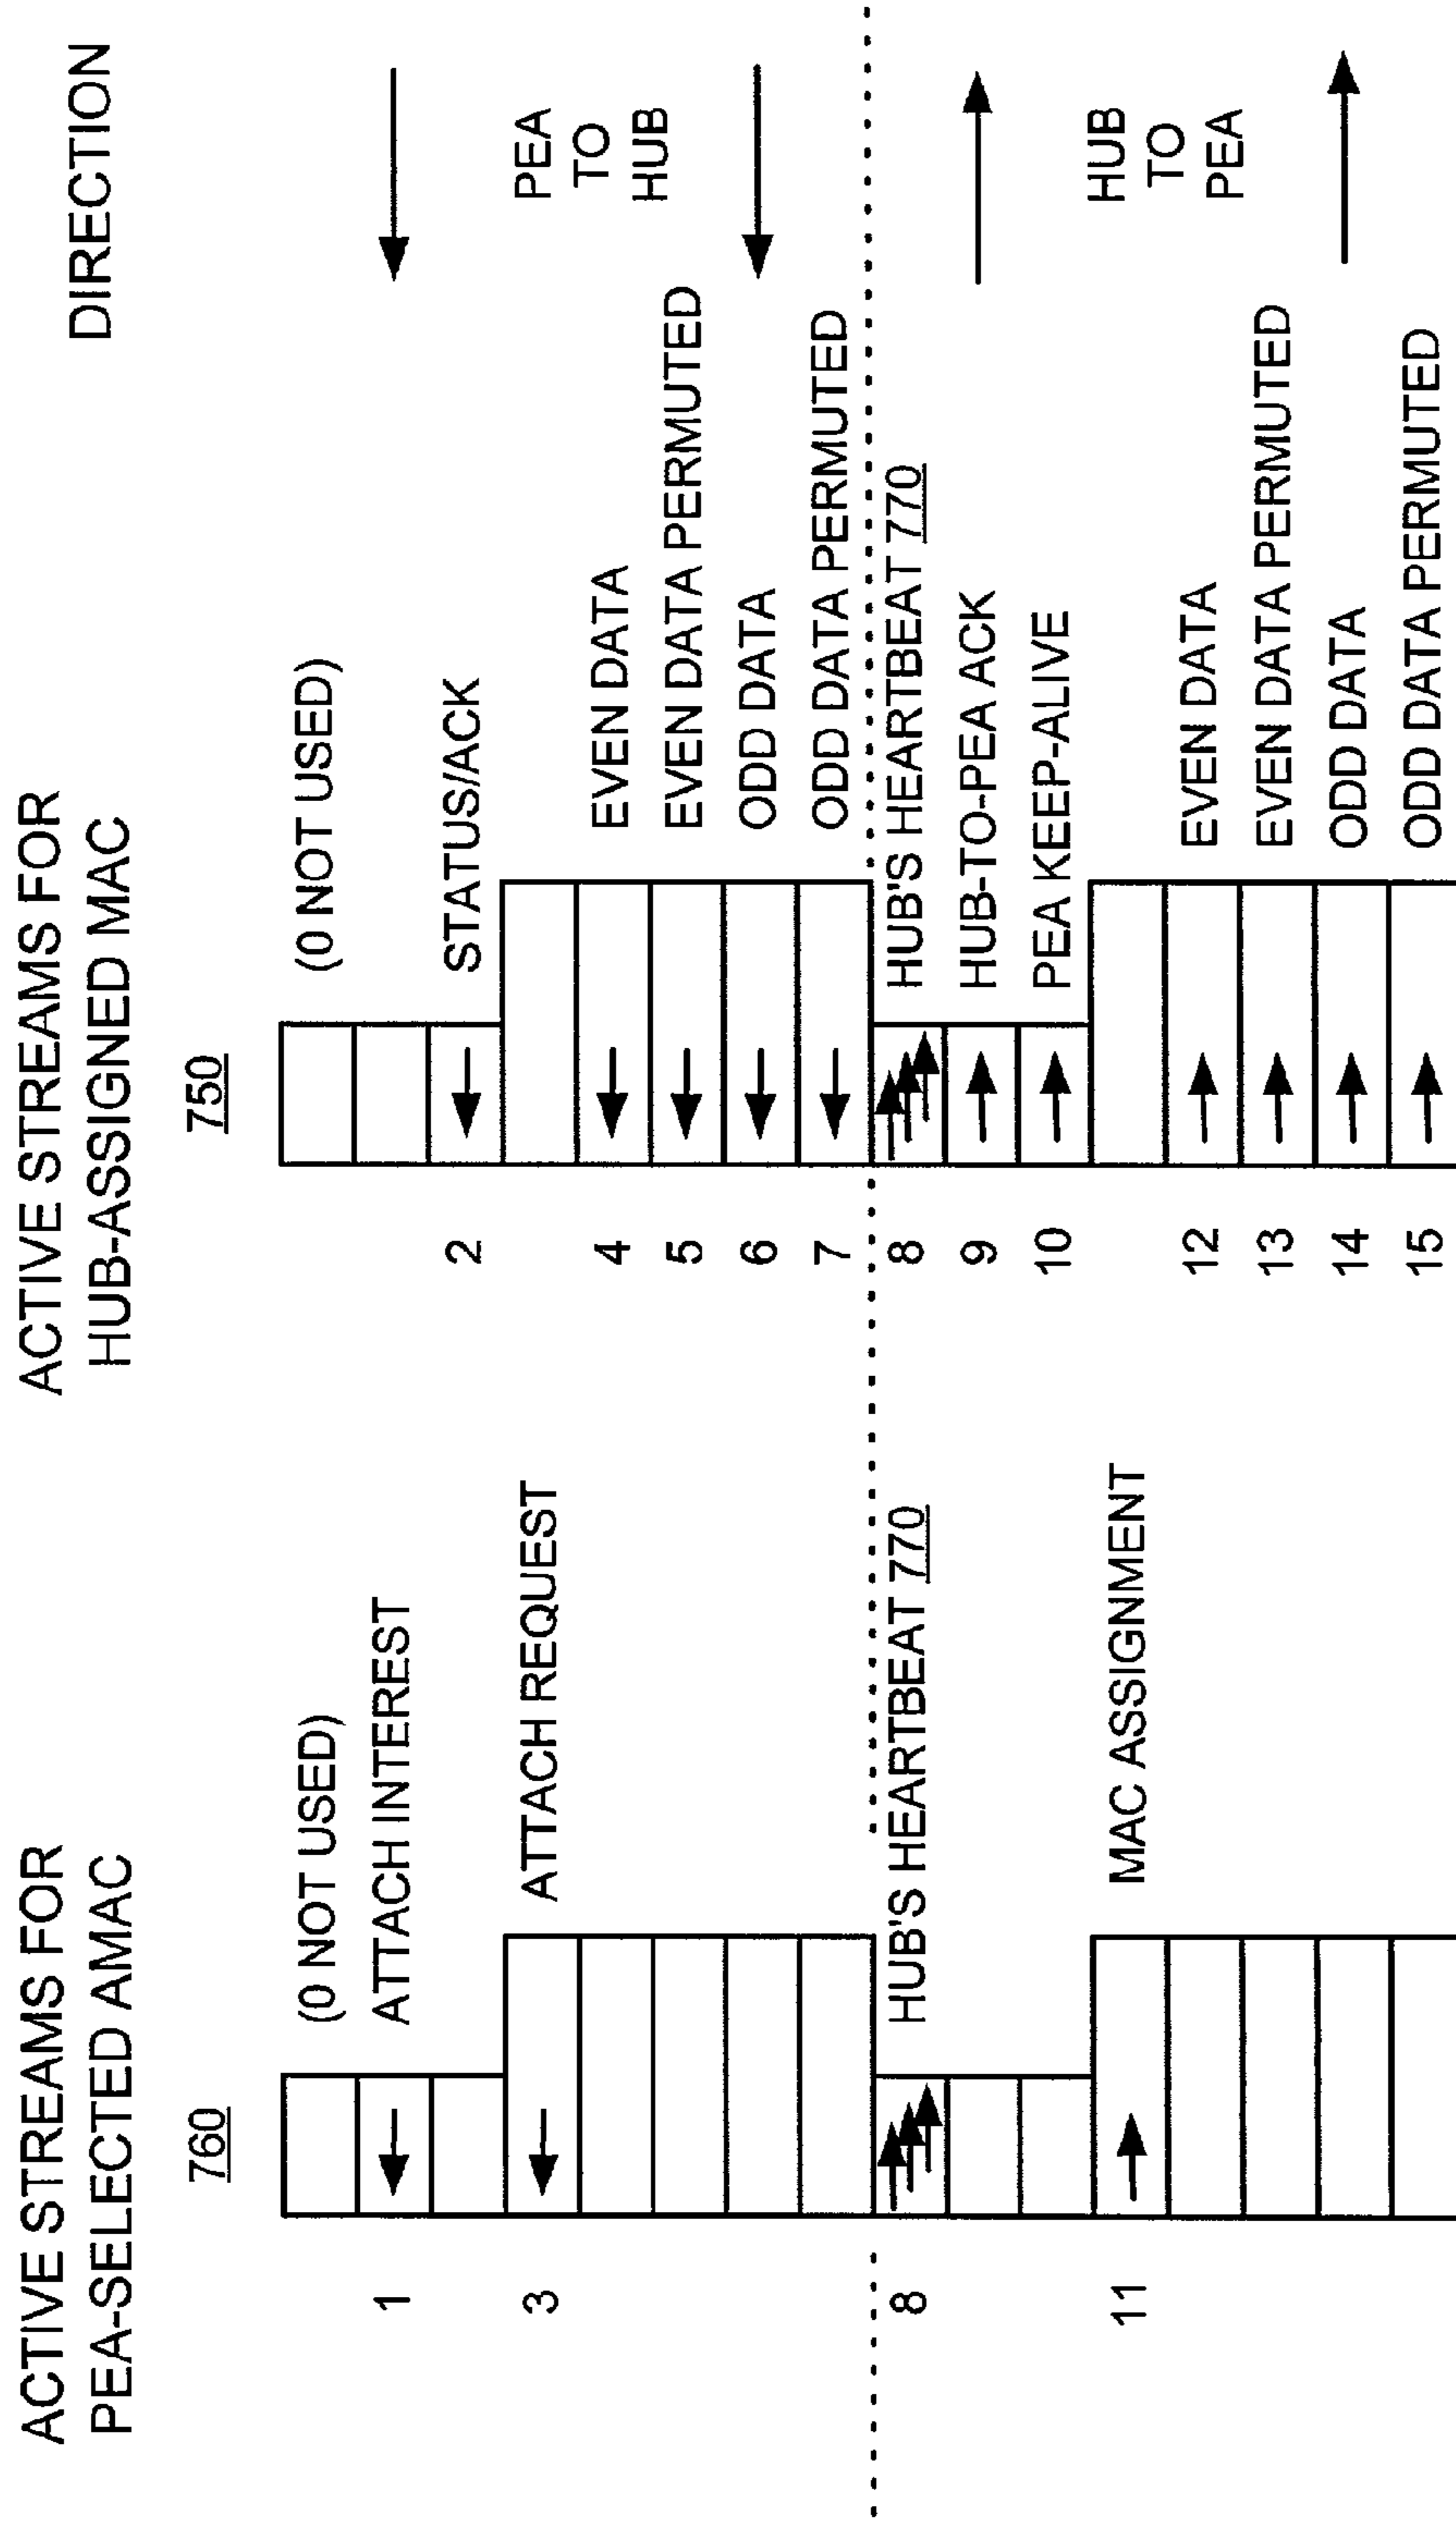 ACTIVE STREAMS FOR
PEA-SELECTED AMAC
760
(0 NOT USED)
1
ATTACH INTEREST
3
ATTACH REQUEST
8
HUB'S HEARTBEAT 770
11
MAC ASSIGNMENT
ACTIVE STREAMS FOR
HUB-ASSIGNED MAC
750
(0 NOT USED)
2
STATUS/ACK
4
EVEN DATA
5
EVEN DATA PERMUTED
6
ODD DATA
7
ODD DATA PERMUTED
8
HUB'S HEARTBEAT 770
9
HUB-TO-PEA ACK
10
PEA KEEP-ALIVE
12
EVEN DATA
13
EVEN DATA PERMUTED
14
ODD DATA
15
ODD DATA PERMUTED
DIRECTION
PEA
TO
HUB
HUB
TO
PEA